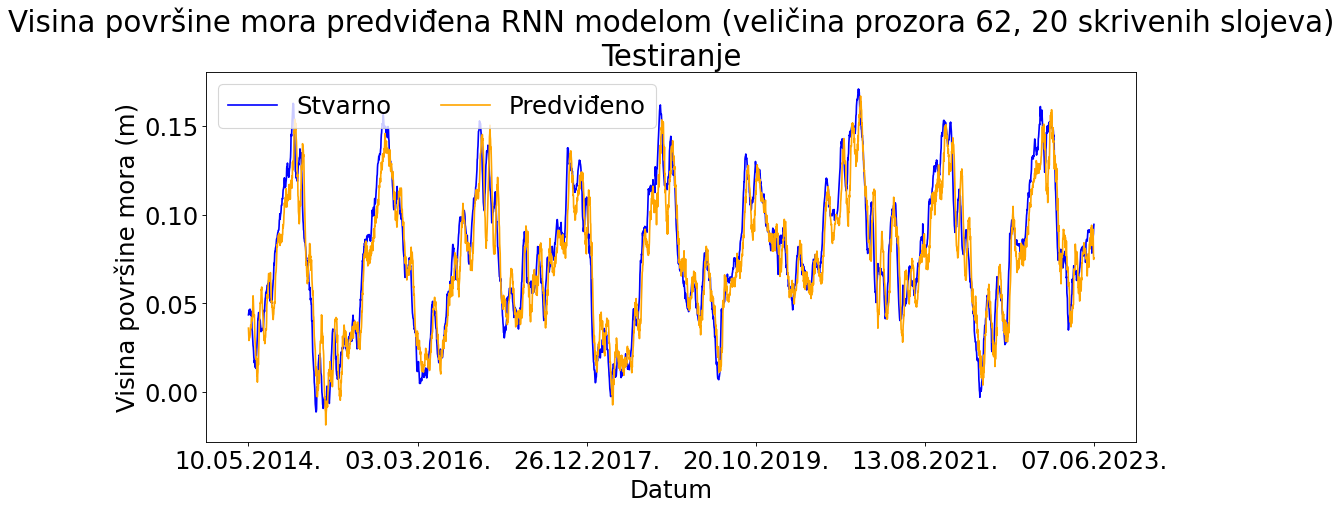 Visina površine mora predviđena RNN modelom (veličina prozora 62, 20 skrivenih slojeva)
Testiranje
Stvarno
Predviđeno
Visina površine mora (m)
0.15
0.10
0.05
0.00
10.05.2014.
03.03.2016.
26.12.2017.
20.10.2019.
13.08.2021.
07.06.2023.
Datum